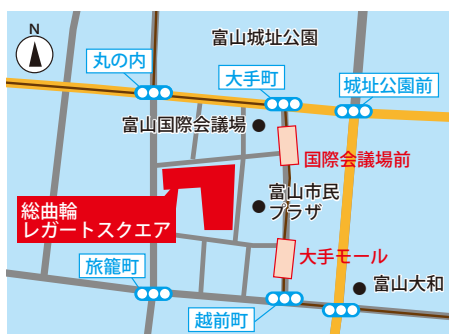 N
富山城址公園
丸の内
大手町
城址公園前
富山国際会議場
国際会議場前
総曲輪
レガートスクエア
富山市民
プラザ
大手モール
旅籠町
富山大和
越前町